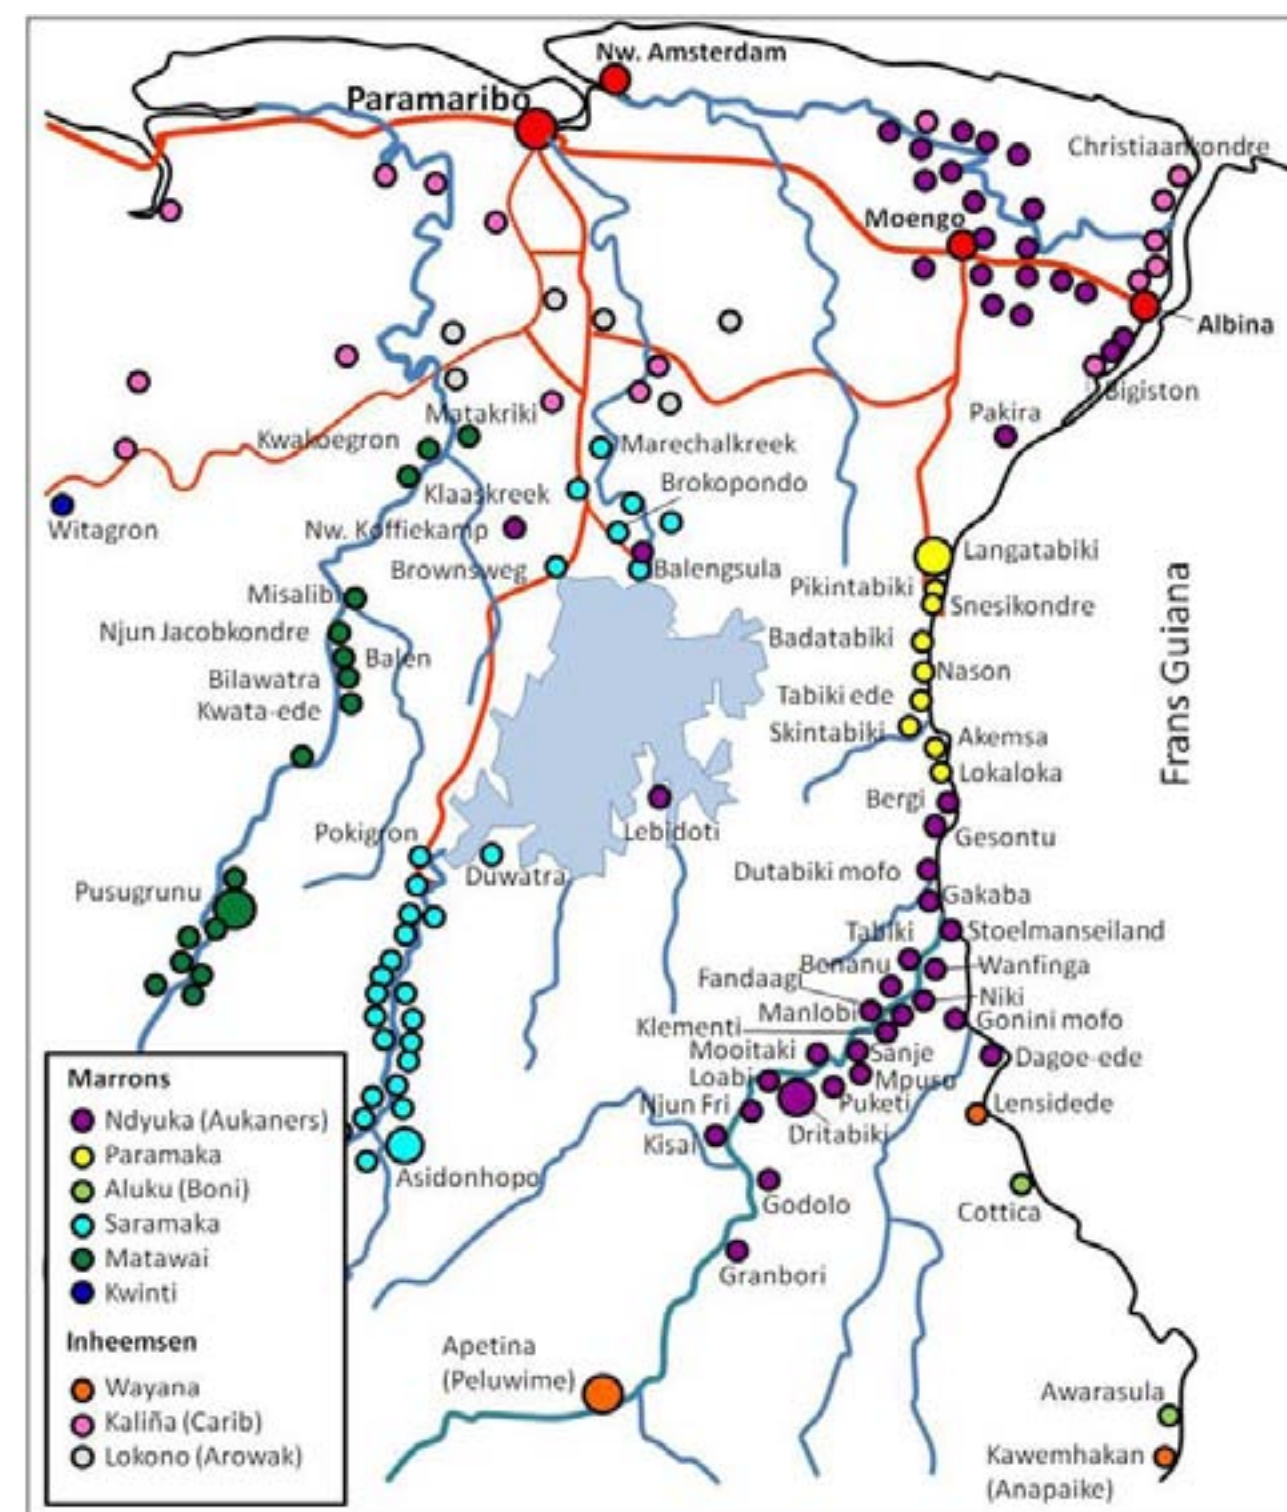 Nw. Amsterdam
Paramaribo
Christiaankondre
Moengo
Albina
Bigiston
Pakira
Matakriki
Kwakoegron
Marechalkreek
Klaaskreek
Brokopondo
Witagron
Nw. Koffiekamp
Brownsweg
Balengsula
Langatabiki
Pikintabiki
Snesikondre
Misalib
Njun Jacobkondre
Balen
Bilawatra
Kwata-ede
Badatabiki
Nason
Tabiki ede
Skintabiki
Akemsa
Lokaloka
Frans Guiana
Bergi
Gesontu
Lebidoti
Pokigron
Duwatra
Dutabiki mofo
Gakaba
Pusugrunu
Tabiki
Stoelmanseiland
Bonanu
Wanfinga
Fandaagi
Niki
Manlobi
Gonini mofo
Klementi
Mooitaki
Sanje
Dagoe-ede
Loabi
Mpusu
Njun Fri
Puketi
Lensidede
Dritabiki
Kisai
Asidonhopo
Godolo
Cottica
Granbori
Apetina
(Peluwime)
Awarasula
Kawemhakan
(Anapaike)
Marrons
Ndyuka (Aukaners)
Paramaka
Aluku (Boni)
Saramaka
Matawai
Kwinti
Inheemsen
Wayana
Kaliña (Carib)
Lokono (Arowak)